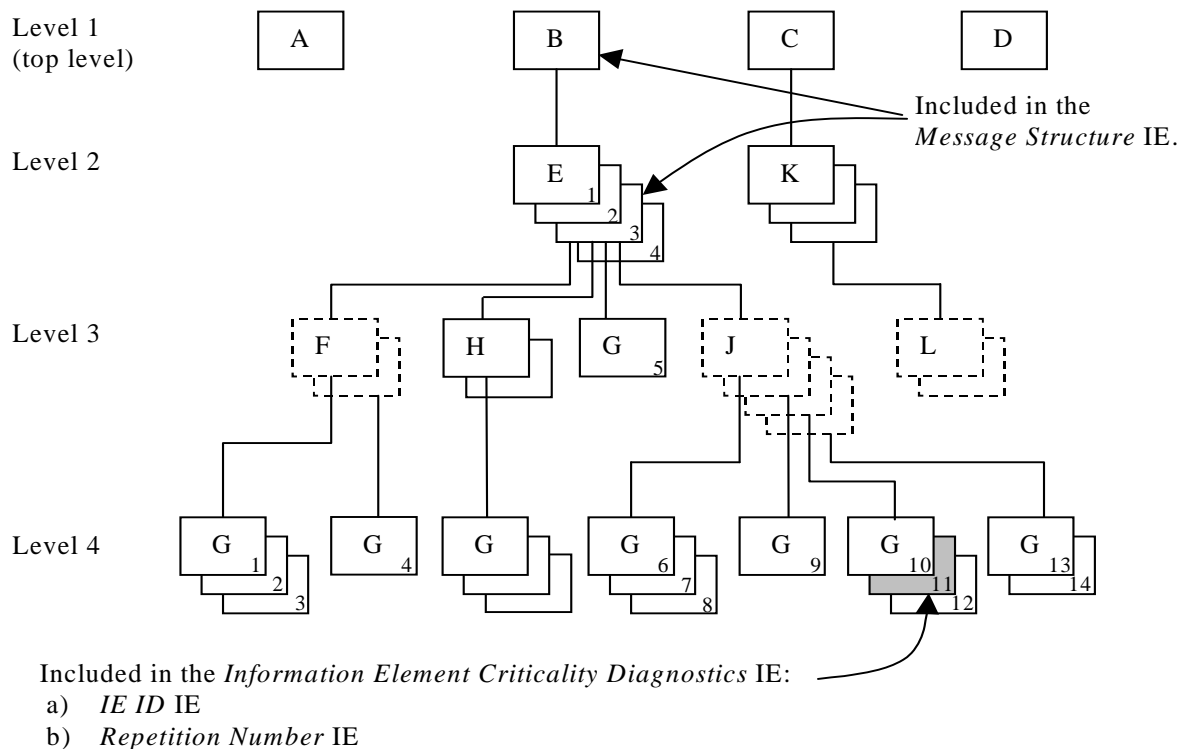 Level 1
(top level)
A
B
C
D
Included in the
Message Structure IE.
Level 2
E
1
2
3
4
K
Level 3
F
H
G
5
J
L
Level 4
G
1
2
3
G
4
G
G
6
7
8
G
9
G
10
11
12
G
13
14
Included in the Information Element Criticality Diagnostics IE:
a) IE ID IE
b) Repetition Number IE